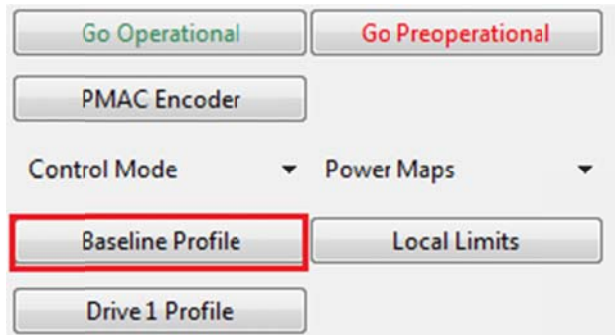 Go Operational Go Preoperational
PMAC Encoder
Control Mode Power Maps
Baseline Profile Local Limits
Drive 1 Profile